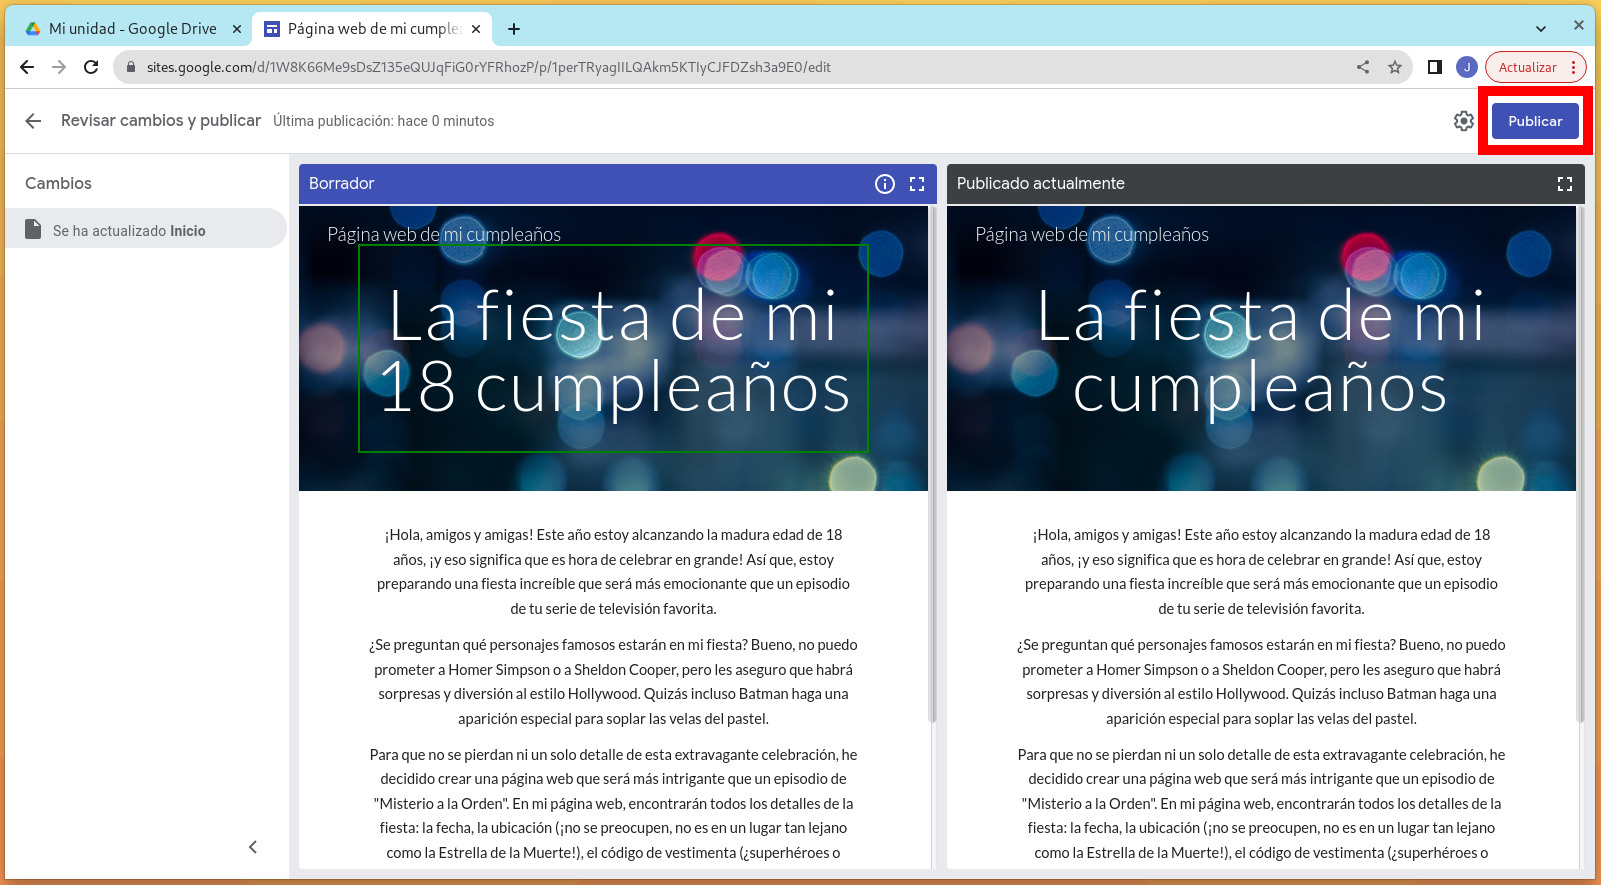 Mi unidad - Google Drive
Página web de mi cumplea
sites.google.com/d/1W8K66Me9sDsZ135eQUJqFiG0rYFRhozP/p/1perTRyagIILQAkm5KTIyCJFDZsh3a9E0/edit
J
Actualizar
Revisar cambios y publicar
Última publicación: hace 0 minutos
Publicar
Cambios
Se ha actualizado Inicio
Borrador
Página web de mi cumpleaños
La fiesta de mi
18 cumpleaños
¡Hola, amigos y amigas! Este año estoy alcanzando la madura edad de 18
años, ¡y eso significa que es hora de celebrar en grande! Así que, estoy
preparando una fiesta increíble que será más emocionante que un episodio
de tu serie de televisión favorita.
¿Se preguntan qué personajes famosos estarán en mi fiesta? Bueno, no puedo
prometer a Homer Simpson o a Sheldon Cooper, pero les aseguro que habrá
sorpresas y diversión al estilo Hollywood. Quizás incluso Batman haga una
aparición especial para soplar las velas del pastel.
Para que no se pierdan ni un solo detalle de esta extravagante celebración, he
decidido crear una página web que será más intrigante que un episodio de
"Misterio a la Orden". En mi página web, encontrarán todos los detalles de la
fiesta: la fecha, la ubicación (¡no se preocupen, no es en un lugar tan lejano
como la Estrella de la Muerte!), el código de vestimenta (¿superhéroes o
Publicado actualmente
Página web de mi cumpleaños
La fiesta de mi
cumpleaños
¡Hola, amigos y amigas! Este año estoy alcanzando la madura edad de 18
años, ¡y eso significa que es hora de celebrar en grande! Así que, estoy
preparando una fiesta increíble que será más emocionante que un episodio
de tu serie de televisión favorita.
¿Se preguntan qué personajes famosos estarán en mi fiesta? Bueno, no puedo
prometer a Homer Simpson o a Sheldon Cooper, pero les aseguro que habrá
sorpresas y diversión al estilo Hollywood. Quizás incluso Batman haga una
aparición especial para soplar las velas del pastel.
Para que no se pierdan ni un solo detalle de esta extravagante celebración, he
decidido crear una página web que será más intrigante que un episodio de
"Misterio a la Orden". En mi página web, encontrarán todos los detalles de la
fiesta: la fecha, la ubicación (¡no se preocupen, no es en un lugar tan lejano
como la Estrella de la Muerte!), el código de vestimenta (¿superhéroes o